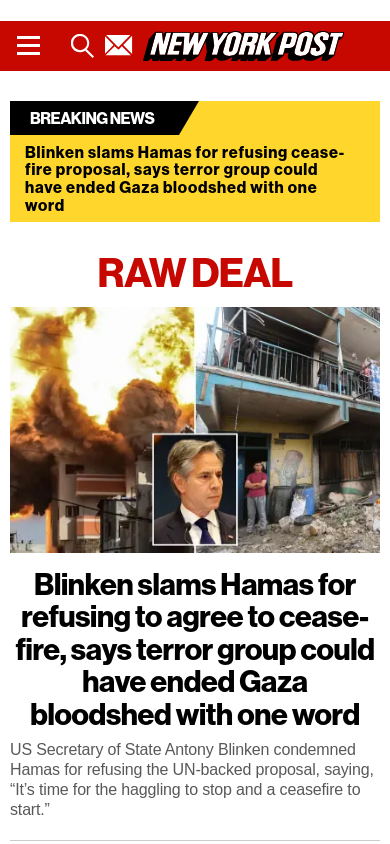 NEW YORK POST
BREAKING NEWS
Blinken slams Hamas for refusing cease-
fire proposal, says terror group could
have ended Gaza bloodshed with one
word
RAW DEAL
Blinken slams Hamas for
refusing to agree to cease-
fire, says terror group could
have ended Gaza
bloodshed with one word
US Secretary of State Antony Blinken condemned
Hamas for refusing the UN-backed proposal, saying,
“It’s time for the haggling to stop and a ceasefire to
start.”